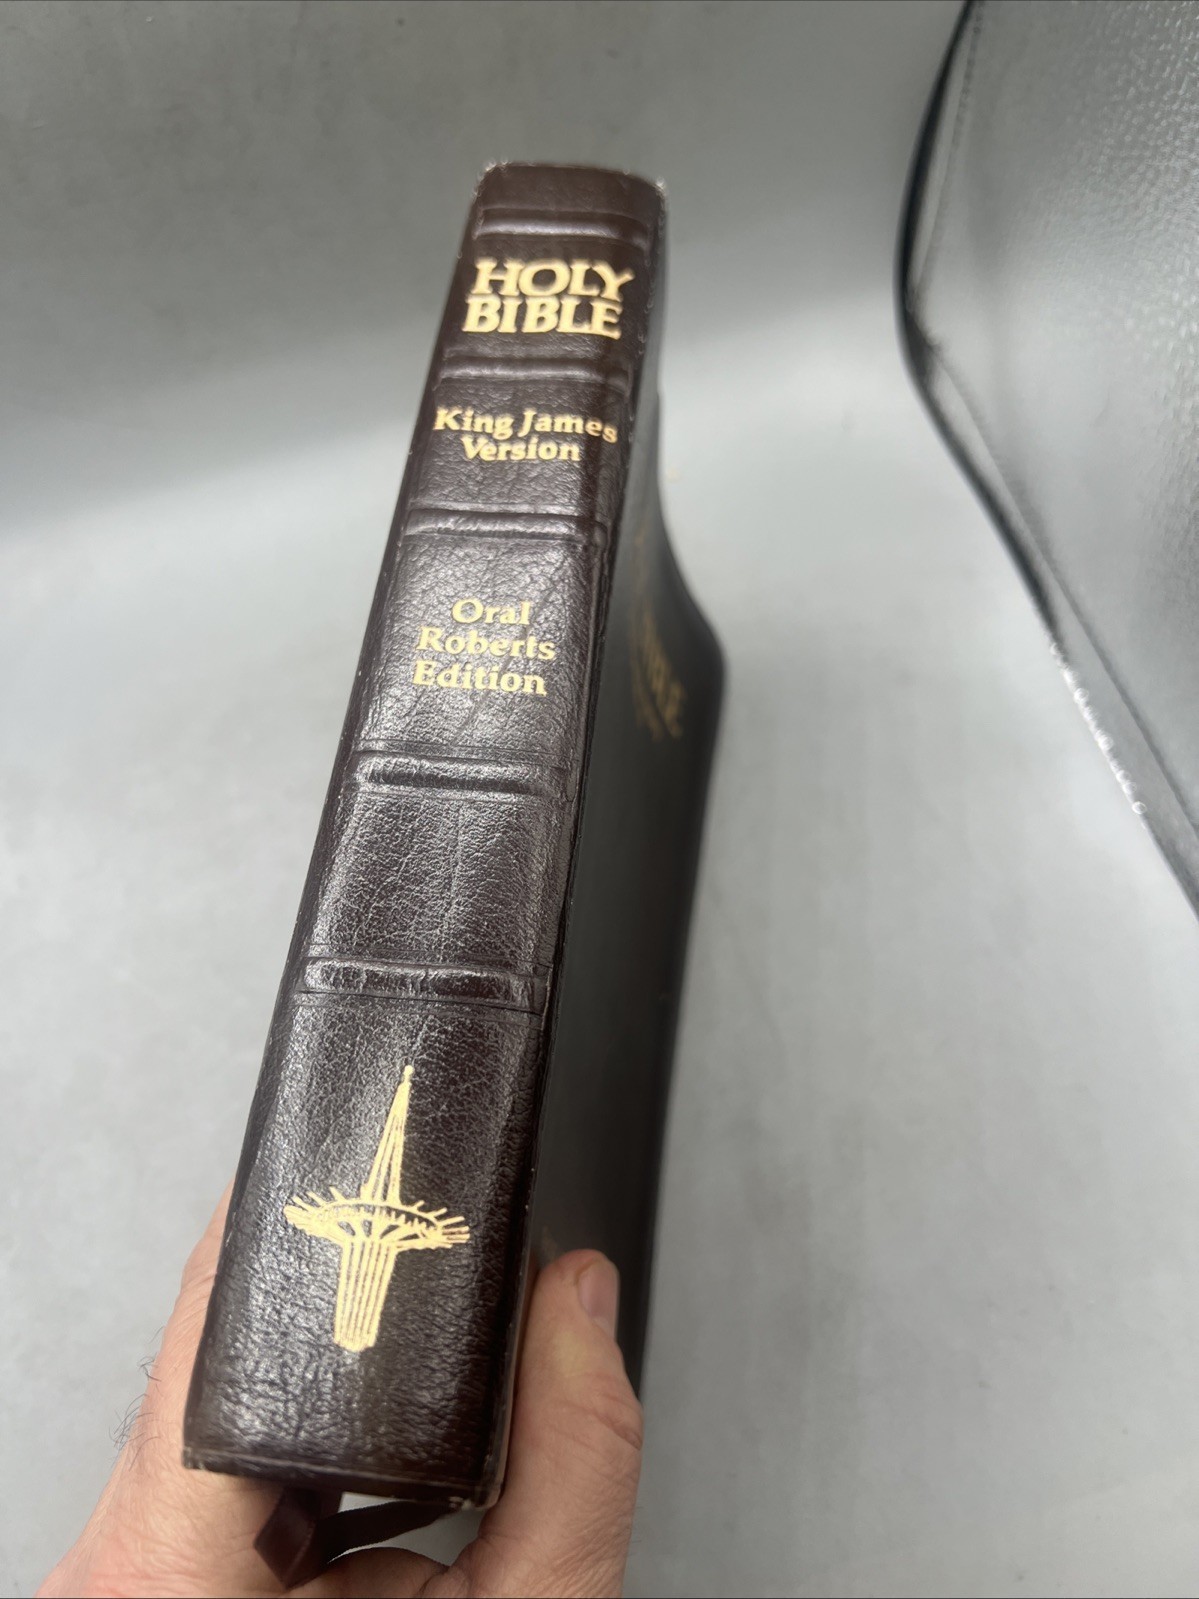 HOLY
BIBLE
King James
Version
Oral
Roberts
Edition